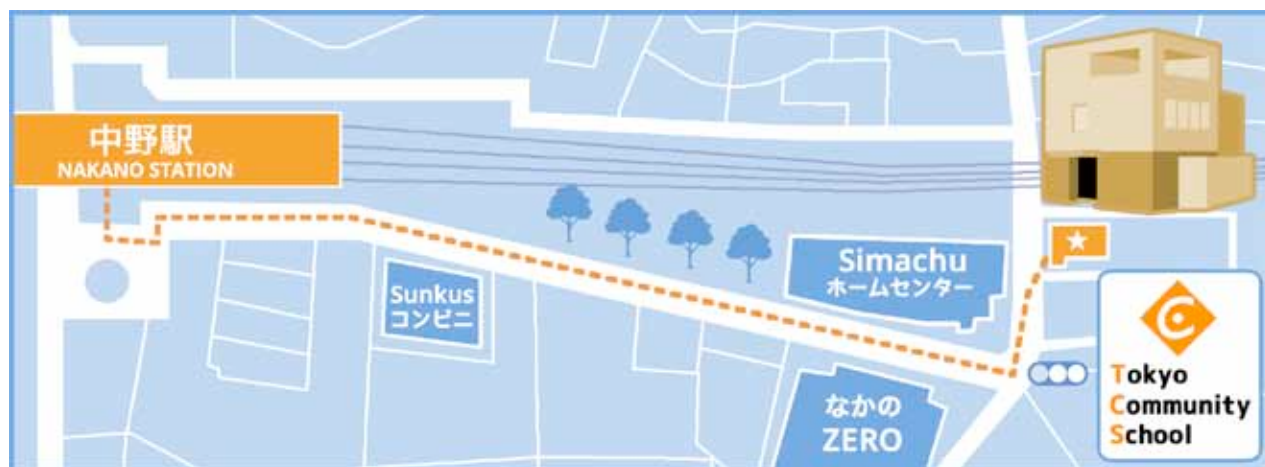 中野駅
NAKANO STATION
Sunkus
コンビニ
Simachu
ホームセンター
なかの
ZERO
Tokyo
Community
School